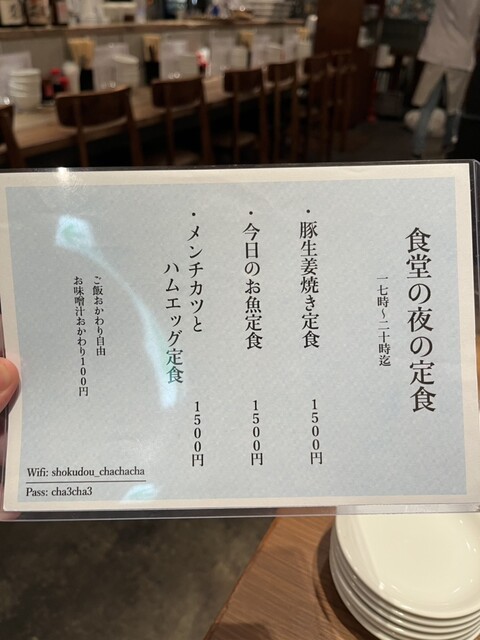 食堂の夜の定食
一七時〜二十時迄
・豚生姜焼き定食 1500円
・今日のお魚定食 1500円
・メンチカツと
ハムエッグ定食 1500円
ご飯おかわり自由
お味噌汁おかわり100円
Wifi: shokudou_chachacha
Pass: cha3cha3